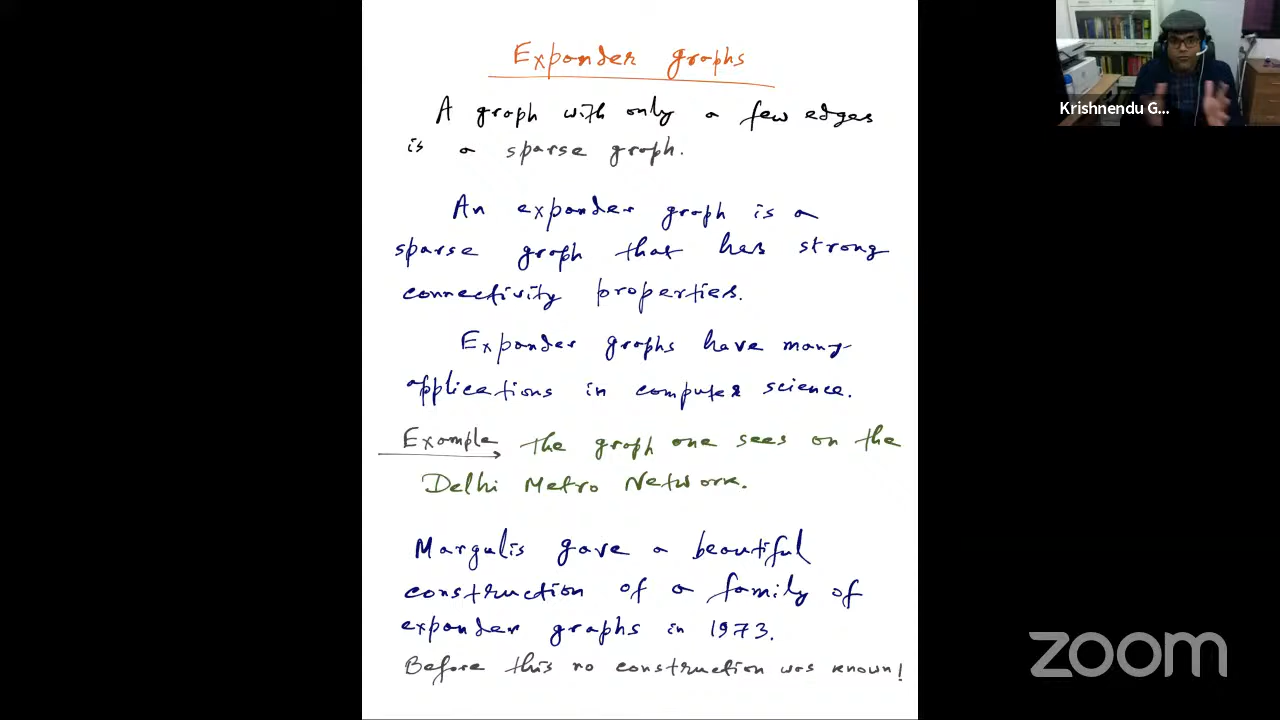 Expander graphs
A graph with only a few edges
is a sparse graph.
An expander graph is a
sparse graph that has strong
connectivity properties.
Expander graphs have many
applications in computer science.
Example The graph one sees on the
Delhi Metro Network.
Margulis gave a beautiful
construction of a family of
expander graphs in 1973.
Before this no construction was known!
Krishnendu G...
zoom